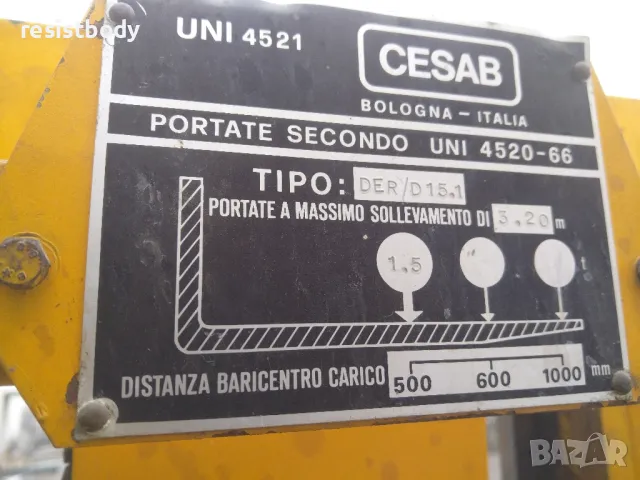 resistbody
UNI 4521
CESAB
BOLOGNA - ITALIA
PORTATE SECONDO UNI 4520-66
TIPO: DER/D15.1
PORTATE A MASSIMO SOLLEVAMENTO DI 3.20 m
1.5 t
DISTANZA BARICENTRO CARICO 500 600 1000 mm
BAZAR